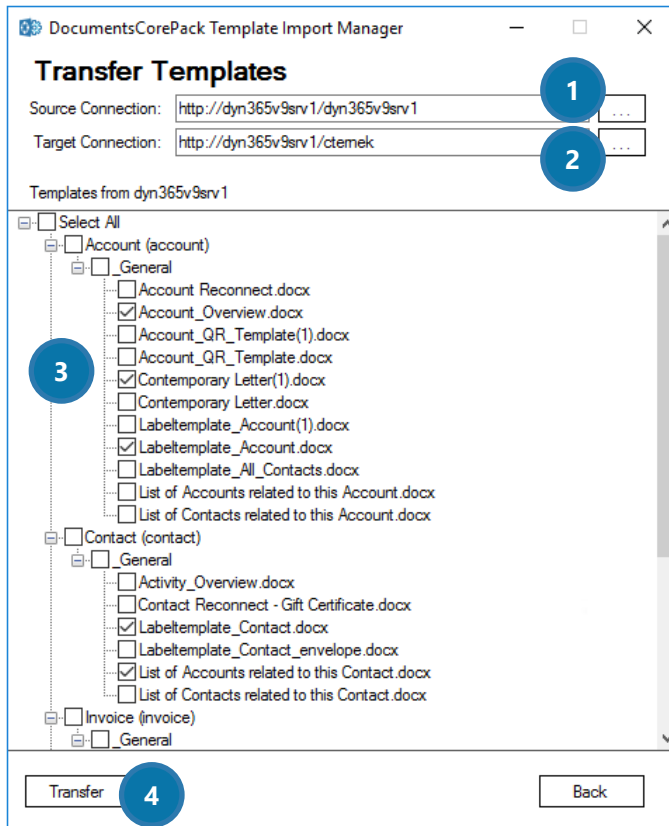 DocumentsCorePack Template Import Manager
Transfer Templates
1
Source Connection: http://dyn365v9srv1/dyn365v9srv1 ...
Target Connection: http://dyn365v9srv1/ctemek ...
2
Templates from dyn365v9srv1
Select All
Account (account)
_General
Account Reconnect.docx
Account_Overview.docx
Account_QR_Template(1).docx
Account_QR_Template.docx
3
Contemporary Letter(1).docx
Contemporary Letter.docx
Labeltemplate_Account(1).docx
Labeltemplate_Account.docx
Labeltemplate_All_Contacts.docx
List of Accounts related to this Account.docx
List of Contacts related to this Account.docx
Contact (contact)
_General
Activity_Overview.docx
Contact Reconnect - Gift Certificate.docx
Labeltemplate_Contact.docx
Labeltemplate_Contact_envelope.docx
List of Accounts related to this Contact.docx
List of Contacts related to this Contact.docx
Invoice (invoice)
_General
Transfer 4 Back